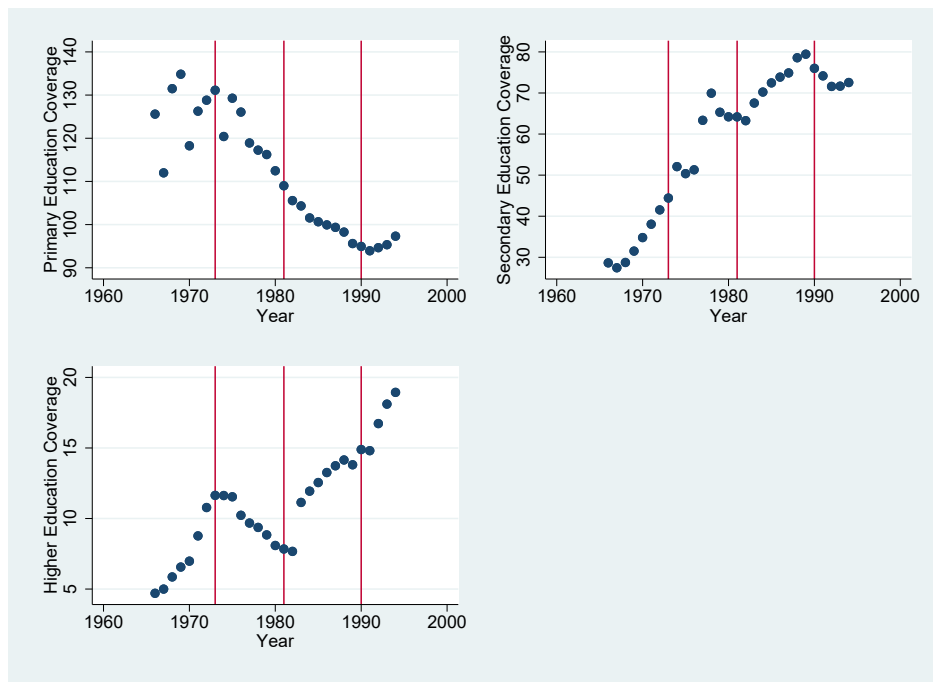 Primary Education Coverage
140
130
120
110
100
90
1960 1970 1980 1990 2000
Year
Secondary Education Coverage
80
70
60
50
40
30
1960 1970 1980 1990 2000
Year
Higher Education Coverage
20
15
10
5
1960 1970 1980 1990 2000
Year